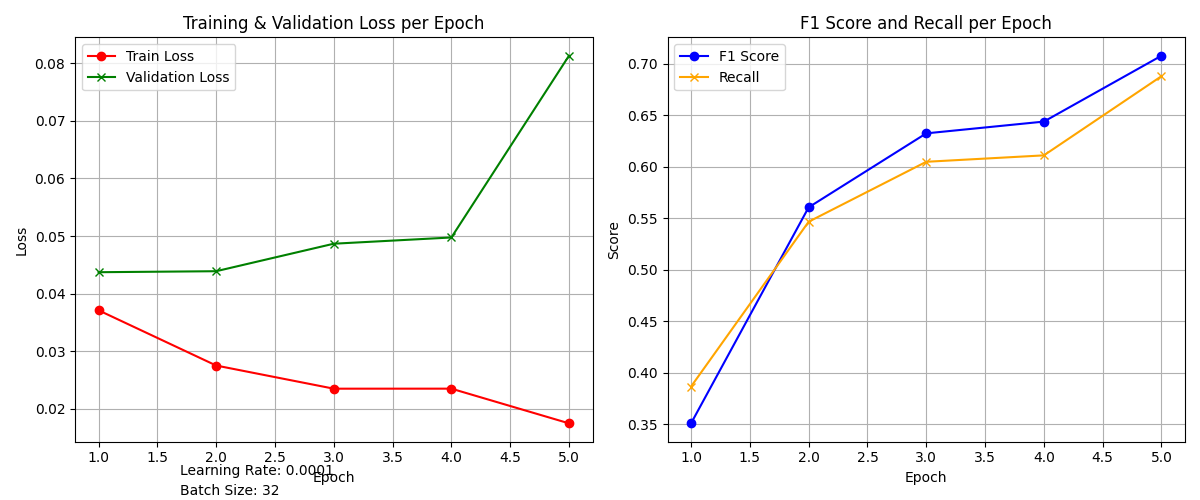 Training & Validation Loss per Epoch
Train Loss
Validation Loss
Loss
0.08
0.07
0.06
0.05
0.04
0.03
0.02
1.0 1.5 2.0 2.5 3.0 3.5 4.0 4.5 5.0
Epoch
Learning Rate: 0.0001
Batch Size: 32
F1 Score and Recall per Epoch
F1 Score
Recall
Score
0.70
0.65
0.60
0.55
0.50
0.45
0.40
0.35
1.0 1.5 2.0 2.5 3.0 3.5 4.0 4.5 5.0
Epoch